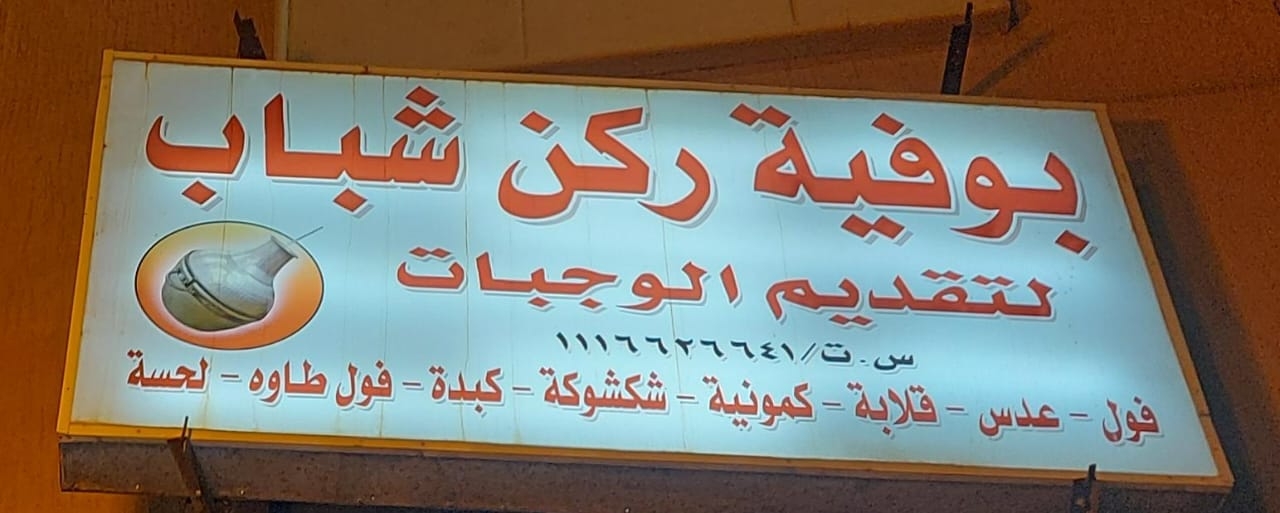 بوفية ركن شباب
لتقديم الوجبات
س.ت/١١١٦٦٢٦٦٤١
فول - عدس - قلابة - كمونية - شكشوكة - كبدة - فول طاوه - لحسة